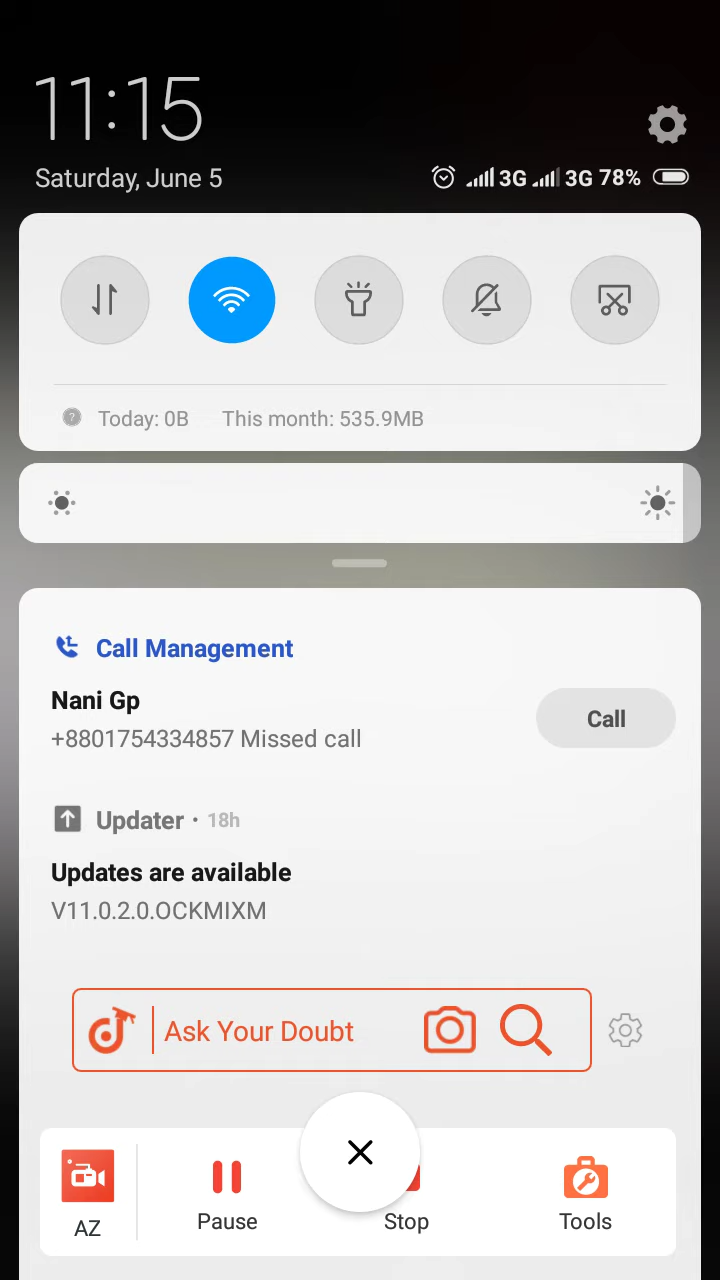 11:15
Saturday, June 5
3G 3G 78%
Today: 0B This month: 535.9MB
Call Management
Nani Gp
+8801754334857 Missed call
Call
Updater • 18h
Updates are available
V11.0.2.0.OCKMIXM
Ask Your Doubt
AZ Pause Stop Tools